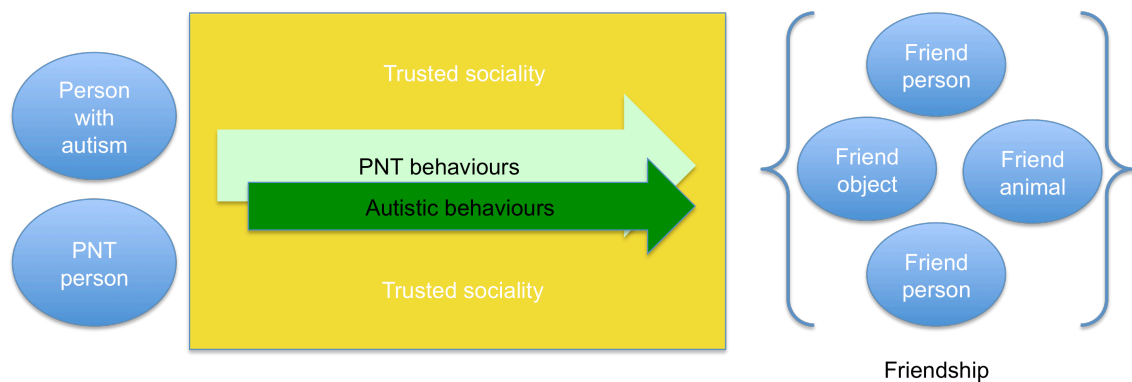 Person
with
autism
PNT
person
Trusted sociality
PNT behaviours
Autistic behaviours
Trusted sociality
Friend
person
Friend
object
Friend
animal
Friend
person
Friendship